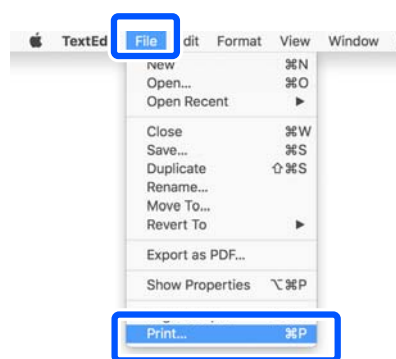 TextEd File dit Format View Window
New ⌘N
Open... ⌘O
Open Recent ▶
Close ⌘W
Save... ⌘S
Duplicate ⇧⌘S
Rename...
Move To...
Revert To ▶
Export as PDF...
Show Properties ⌥⌘P
Print... ⌘P